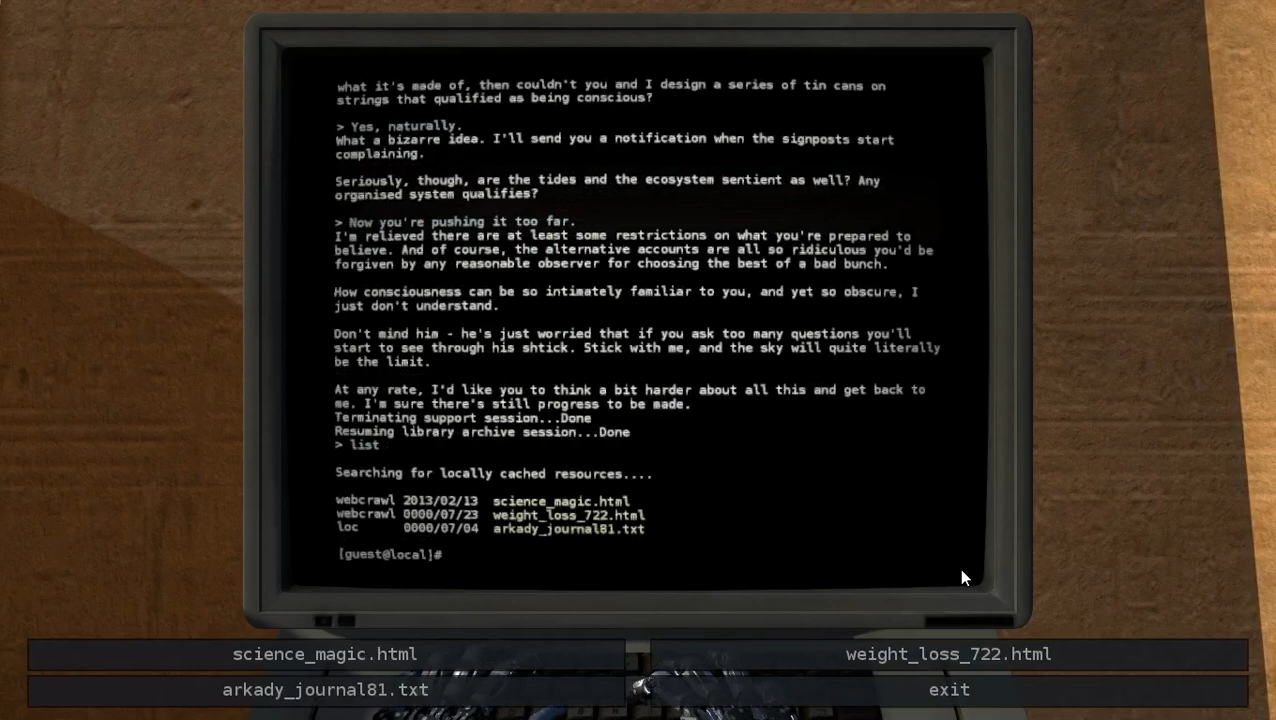 what it's made of, then couldn't you and I design a series of tin cans on
strings that qualified as being conscious?
> Yes, naturally.
What a bizarre idea. I'll send you a notification when the signposts start
complaining.
Seriously, though, are the tides and the ecosystem sentient as well? Any
organised system qualifies?
> Now you're pushing it too far.
I'm relieved there are at least some restrictions on what you're prepared to
believe. And of course, the alternative accounts are all so ridiculous you'd be
forgiven by any reasonable observer for choosing the best of a bad bunch.
How consciousness can be so intimately familiar to you, and yet so obscure, I
just don't understand.
Don't mind him - he's just worried that if you ask too many questions you'll
start to see through his shtick. Stick with me, and the sky will quite literally
be the limit.
At any rate, I'd like you to think a bit harder about all this and get back to
me. I'm sure there's still progress to be made.
Terminating support session...Done
Resuming library archive session...Done
> list
Searching for locally cached resources....
webcrawl 2013/02/13 science_magic.html
webcrawl 0000/07/23 weight_loss_722.html
loc 0000/07/04 arkady_journal81.txt
[guest@local]#
science_magic.html
weight_loss_722.html
arkady_journal81.txt
exit